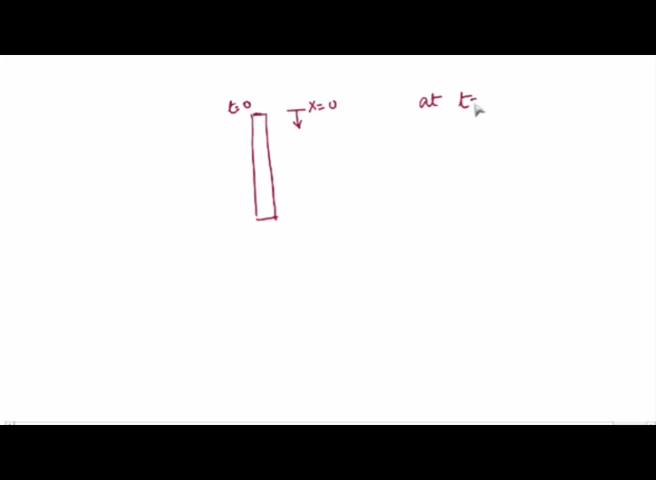 t=0 x=0 at t=